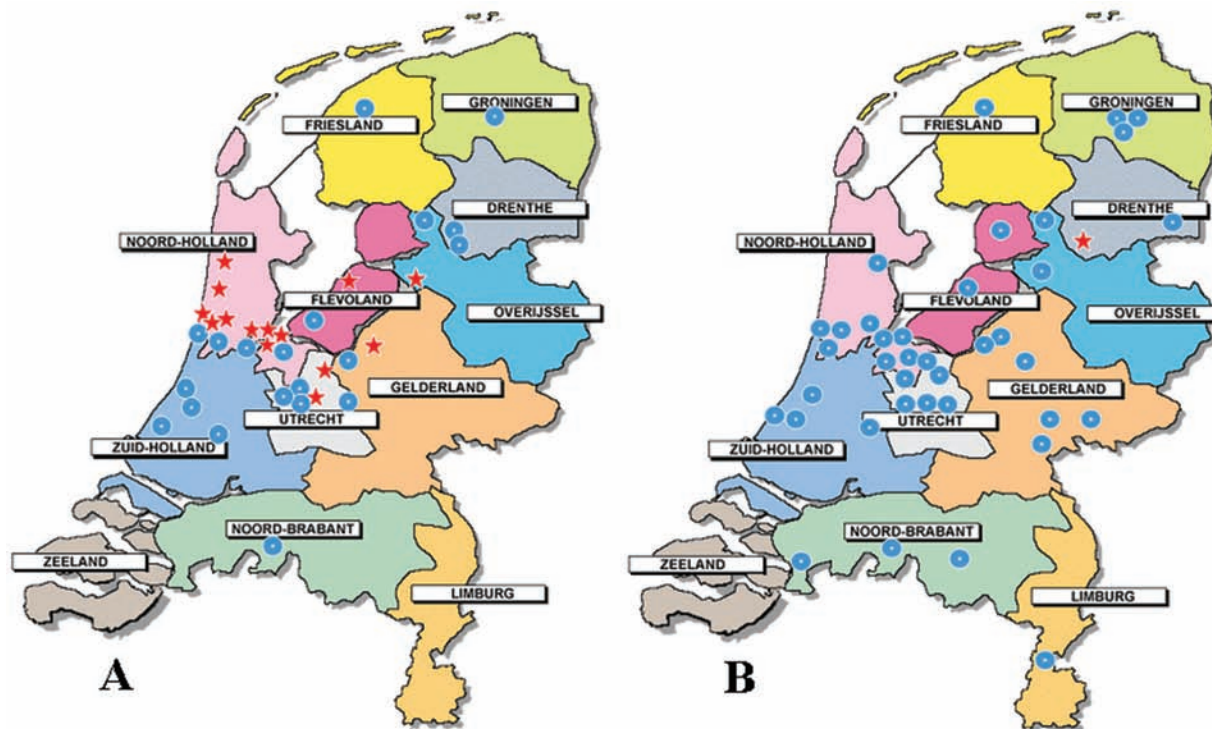 GRONINGEN
FRIESLAND
DRENTHE
NOORD-HOLLAND
FLEVOLAND
OVERIJSSEL
GELDERLAND
UTRECHT
ZUID-HOLLAND
NOORD-BRABANT
ZEELAND
LIMBURG
A
GRONINGEN
FRIESLAND
DRENTHE
NOORD-HOLLAND
FLEVOLAND
OVERIJSSEL
GELDERLAND
UTRECHT
ZUID-HOLLAND
NOORD-BRABANT
ZEELAND
LIMBURG
B